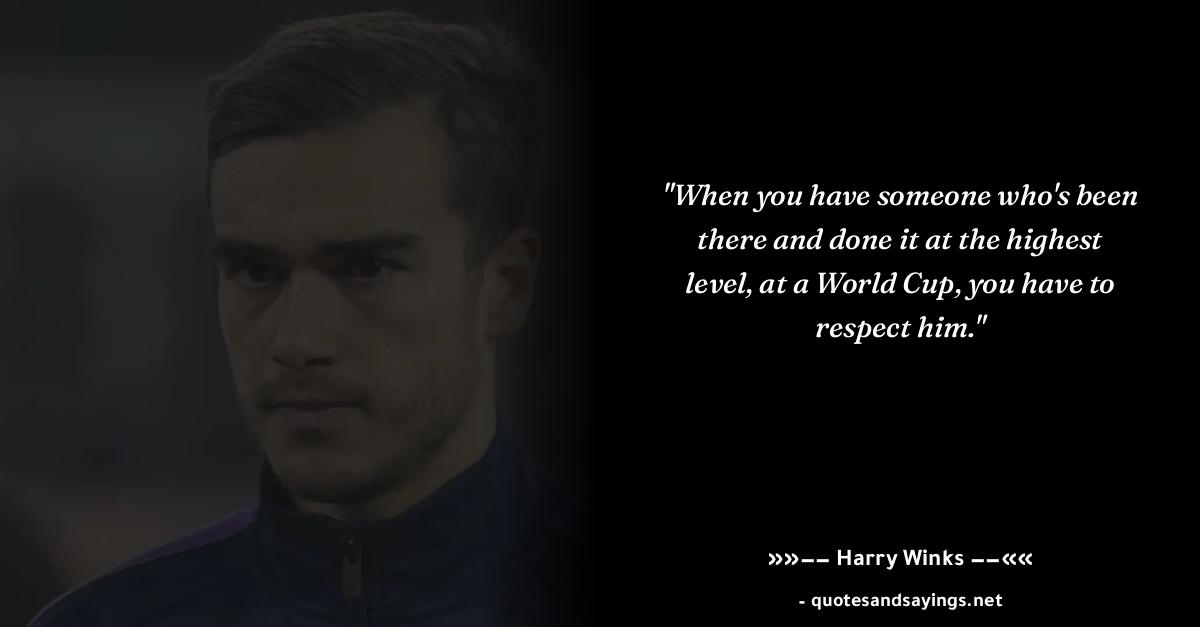 "When you have someone who's been
there and done it at the highest
level, at a World Cup, you have to
respect him."
»»−− Harry Winks −−««
- quotesandsayings.net